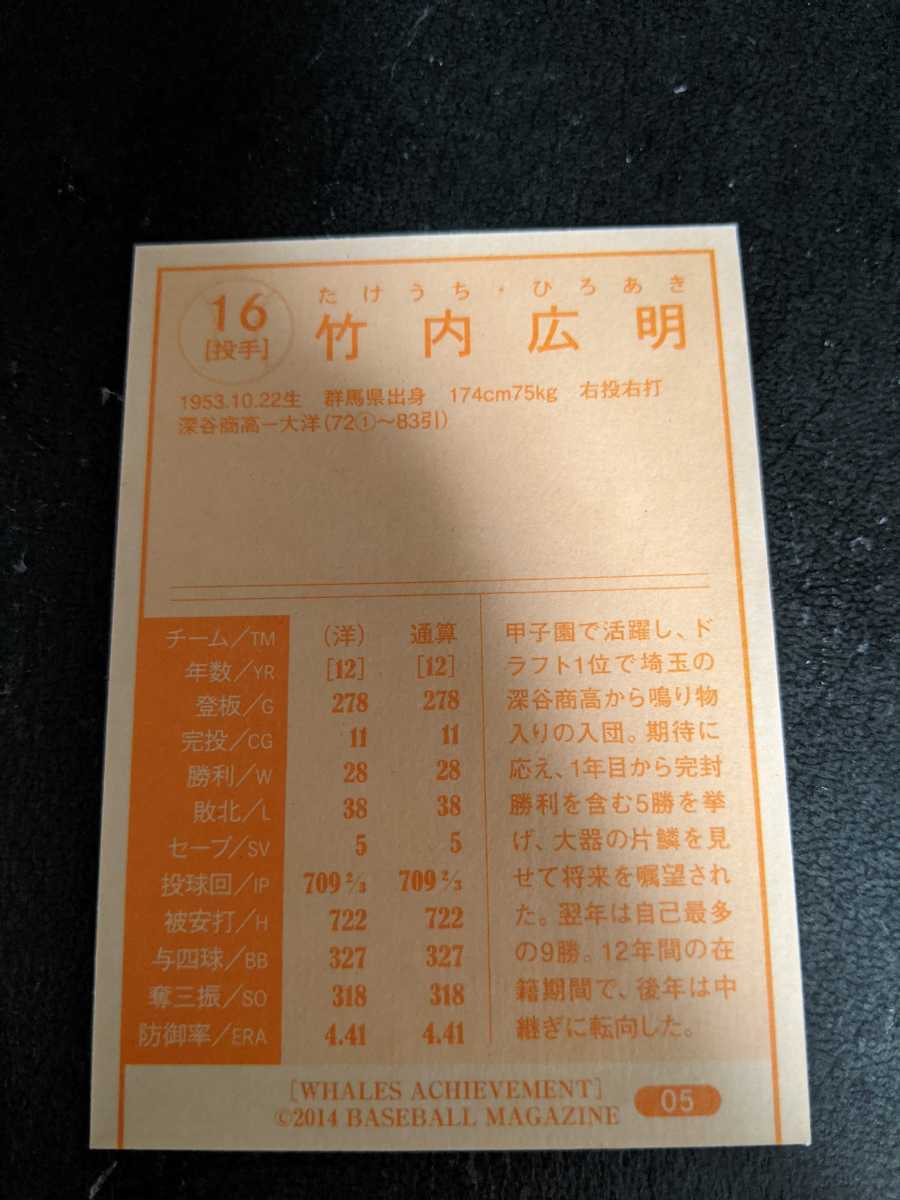 16
[投手]
たけうち・ひろあき
竹内広明
1953.10.22生 群馬県出身 174cm75kg 右投右打
深谷商高ー大洋(72①〜83引)
チーム/TM (洋) 通算
年数/YR [12] [12]
登板/G 278 278
完投/CG 11 11
勝利/W 28 28
敗北/L 38 38
セーブ/SV 5 5
投球回/IP 709 2/3 709 2/3
被安打/H 722 722
与四球/BB 327 327
奪三振/SO 318 318
防御率/ERA 4.41 4.41
甲子園で活躍し、ド
ラフト1位で埼玉の
深谷商高から鳴り物
入りの入団。期待に
応え、1年目から完封
勝利を含む5勝を挙
げ、大器の片鱗を見
せて将来を嘱望され
た。翌年は自己最多
の9勝。12年間の在
籍期間で、後年は中
継ぎに転向した。
[WHALES ACHIEVEMENT]
©2014 BASEBALL MAGAZINE
05